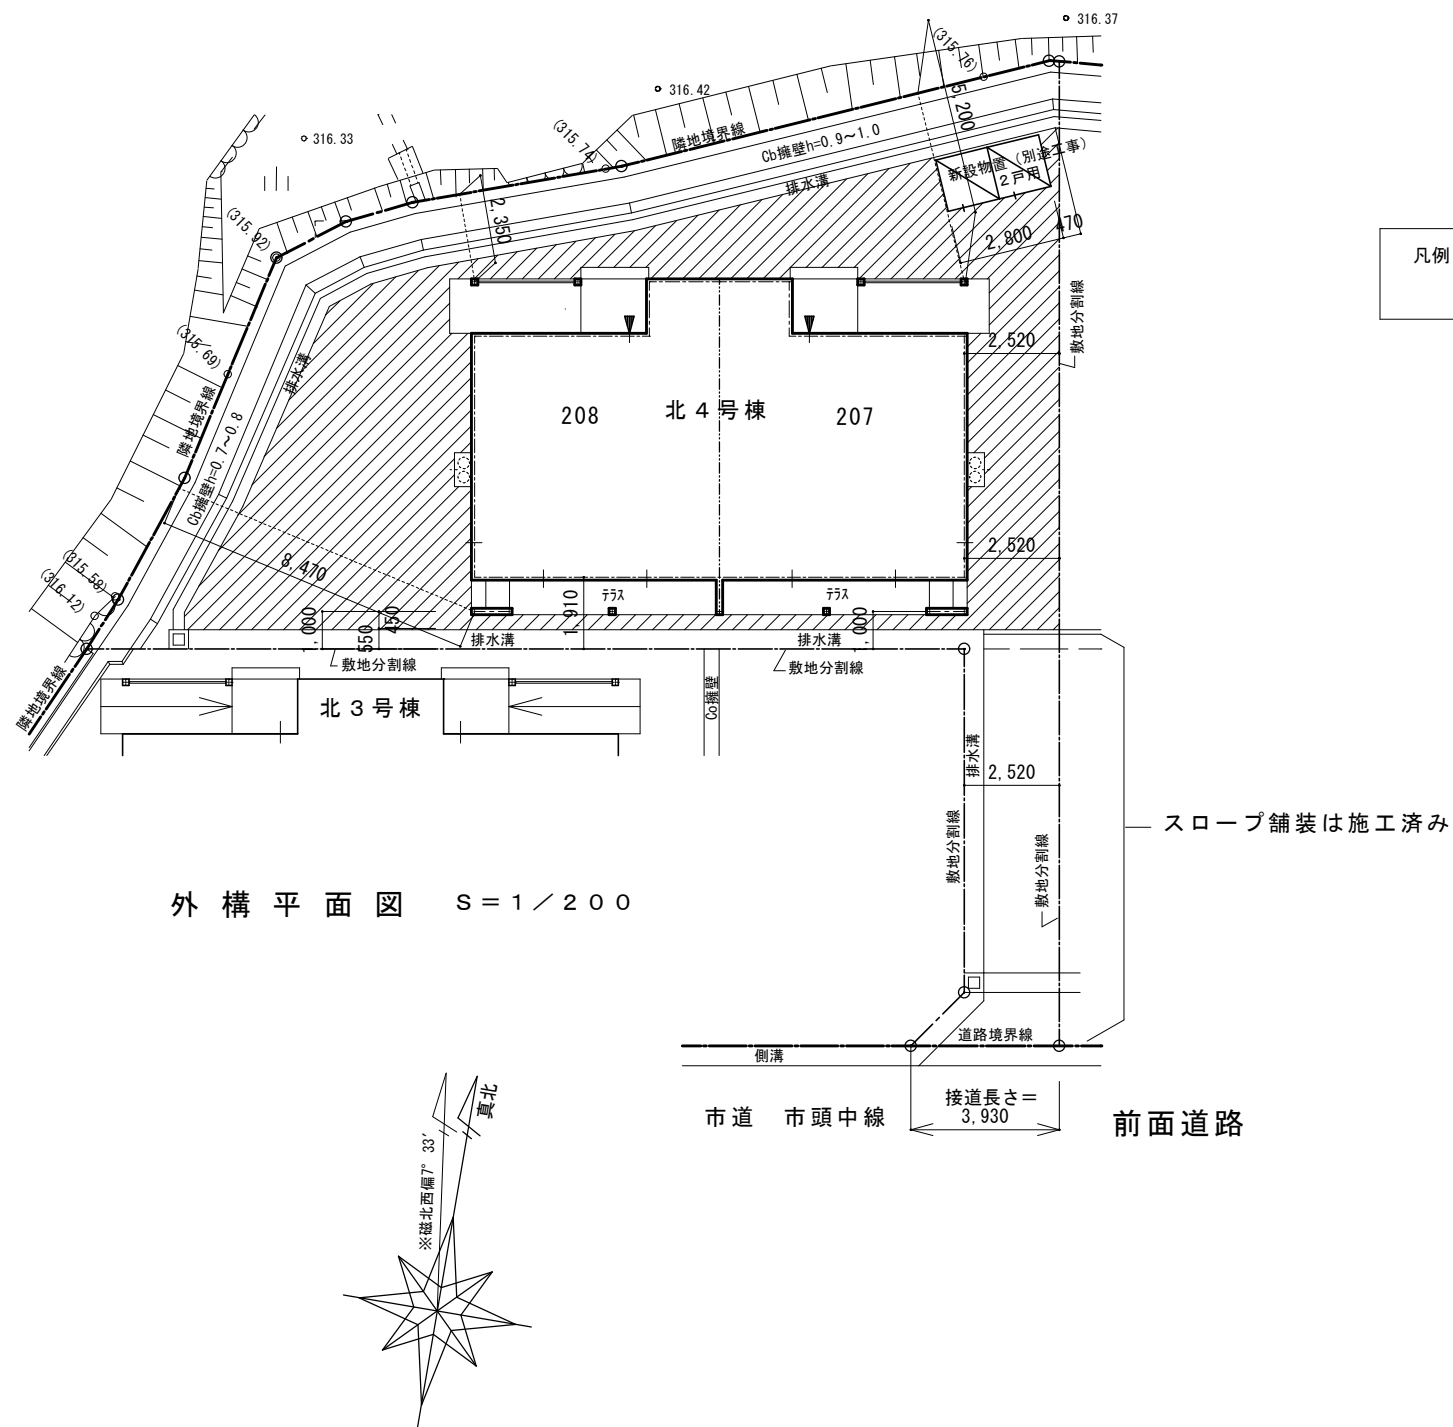 316.37
(315.76)
316.42
5,200
316.33
(315.74)
隣地境界線
Cb擁壁h=0.9～1.0
新設物置（別途工事）
2戸用
排水溝
(315.92)
2,350
2,800
470
凡例
敷地分割線
2,520
(315.69)
排水溝
隣地境界線
Cb擁壁h=0.7～0.8
208
北4号棟
207
2,520
8,470
(315.58)
(316.12)
テラス
テラス
1,910
1,000
550
450
1,000
排水溝
排水溝
敷地分割線
敷地分割線
隣地境界線
北3号棟
Co擁壁
排水溝
2,520
スロープ舗装は施工済み
敷地分割線
敷地分割線
外構平面図 S=1／200
道路境界線
側溝
市道 市頭中線
接道長さ＝
3,930
前面道路
真北
※磁北西偏7°33′